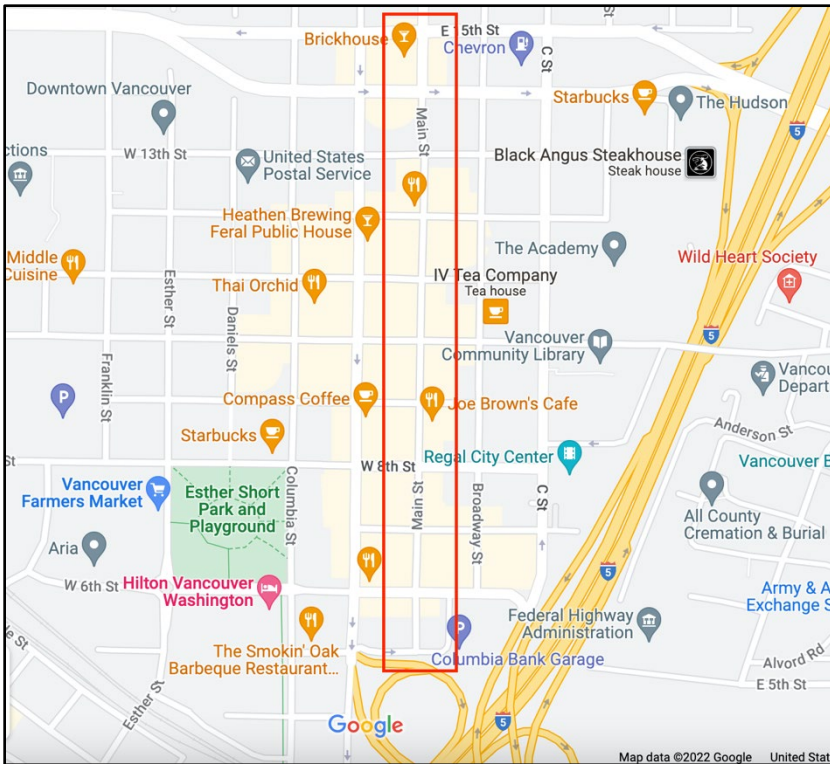 Brickhouse
E 15th St
Chevron
C St
Downtown Vancouver
Starbucks
The Hudson
5
ctions
W 13th St
United States
Postal Service
Main St
Black Angus Steakhouse
Steak house
Heathen Brewing
Feral Public House
Middle
Cuisine
The Academy
Wild Heart Society
Esther St
Thai Orchid
IV Tea Company
Tea house
Daniels St
Vancouver
Community Library
5
Franklin St
Vancou
Depart
P
Compass Coffee
Joe Brown's Cafe
Starbucks
Anderson St
St
W 8th St
Regal City Center
Vancouver B
Vancouver
Farmers Market
Esther Short
Park and
Playground
Columbia St
Main St
Broadway St
C St
All County
Cremation & Burial
Aria
W 6th St
Hilton Vancouver
Washington
5
Army & A
Exchange S
The Smokin' Oak
Barbeque Restaurant...
P
Columbia Bank Garage
Federal Highway
Administration
Alvord Rd
E 5th St
Esther St
Google
5
Map data ©2022 Google
United Stat